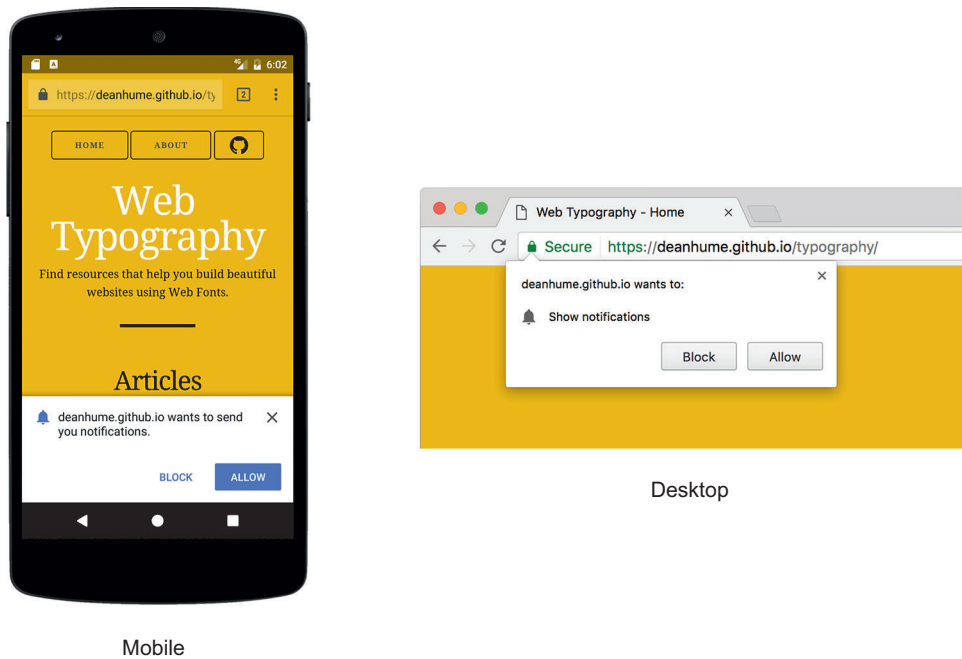 6:02
https://deanhume.github.io/ty
2
HOME
ABOUT
Web
Typography
Find resources that help you build beautiful
websites using Web Fonts.
Articles
deanhume.github.io wants to send
you notifications.
BLOCK
ALLOW
Mobile
Web Typography - Home
Secure
https://deanhume.github.io/typography/
deanhume.github.io wants to:
Show notifications
Block
Allow
Desktop